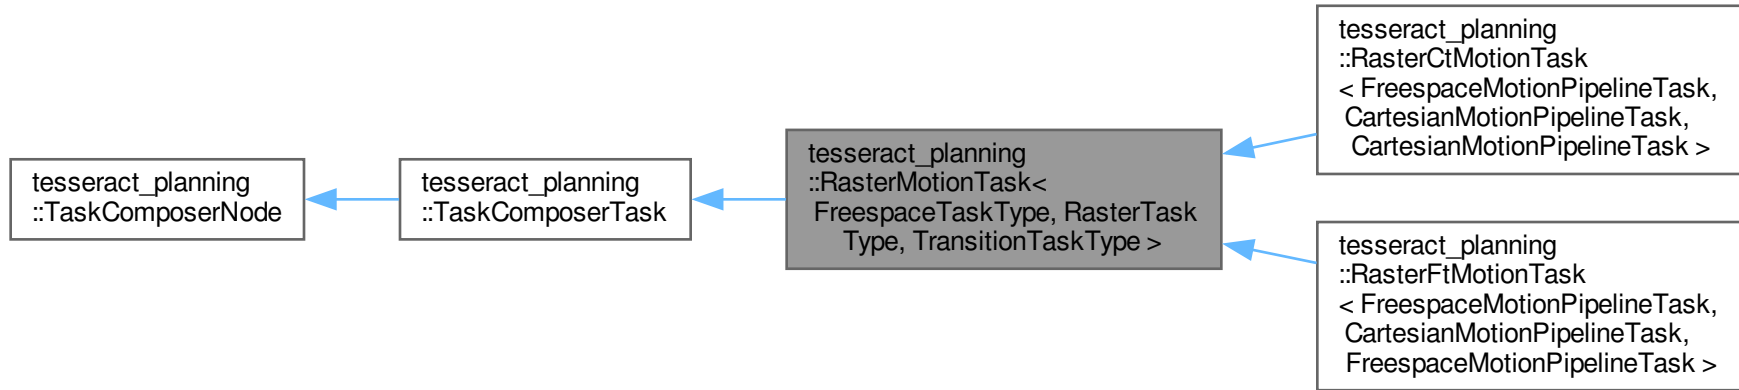 tesseract_planning
::TaskComposerNode
tesseract_planning
::TaskComposerTask
tesseract_planning
::RasterMotionTask<
FreespaceTaskType, RasterTask
Type, TransitionTaskType >
tesseract_planning
::RasterCtMotionTask
< FreespaceMotionPipelineTask,
CartesianMotionPipelineTask,
CartesianMotionPipelineTask >
tesseract_planning
::RasterFtMotionTask
< FreespaceMotionPipelineTask,
CartesianMotionPipelineTask,
FreespaceMotionPipelineTask >